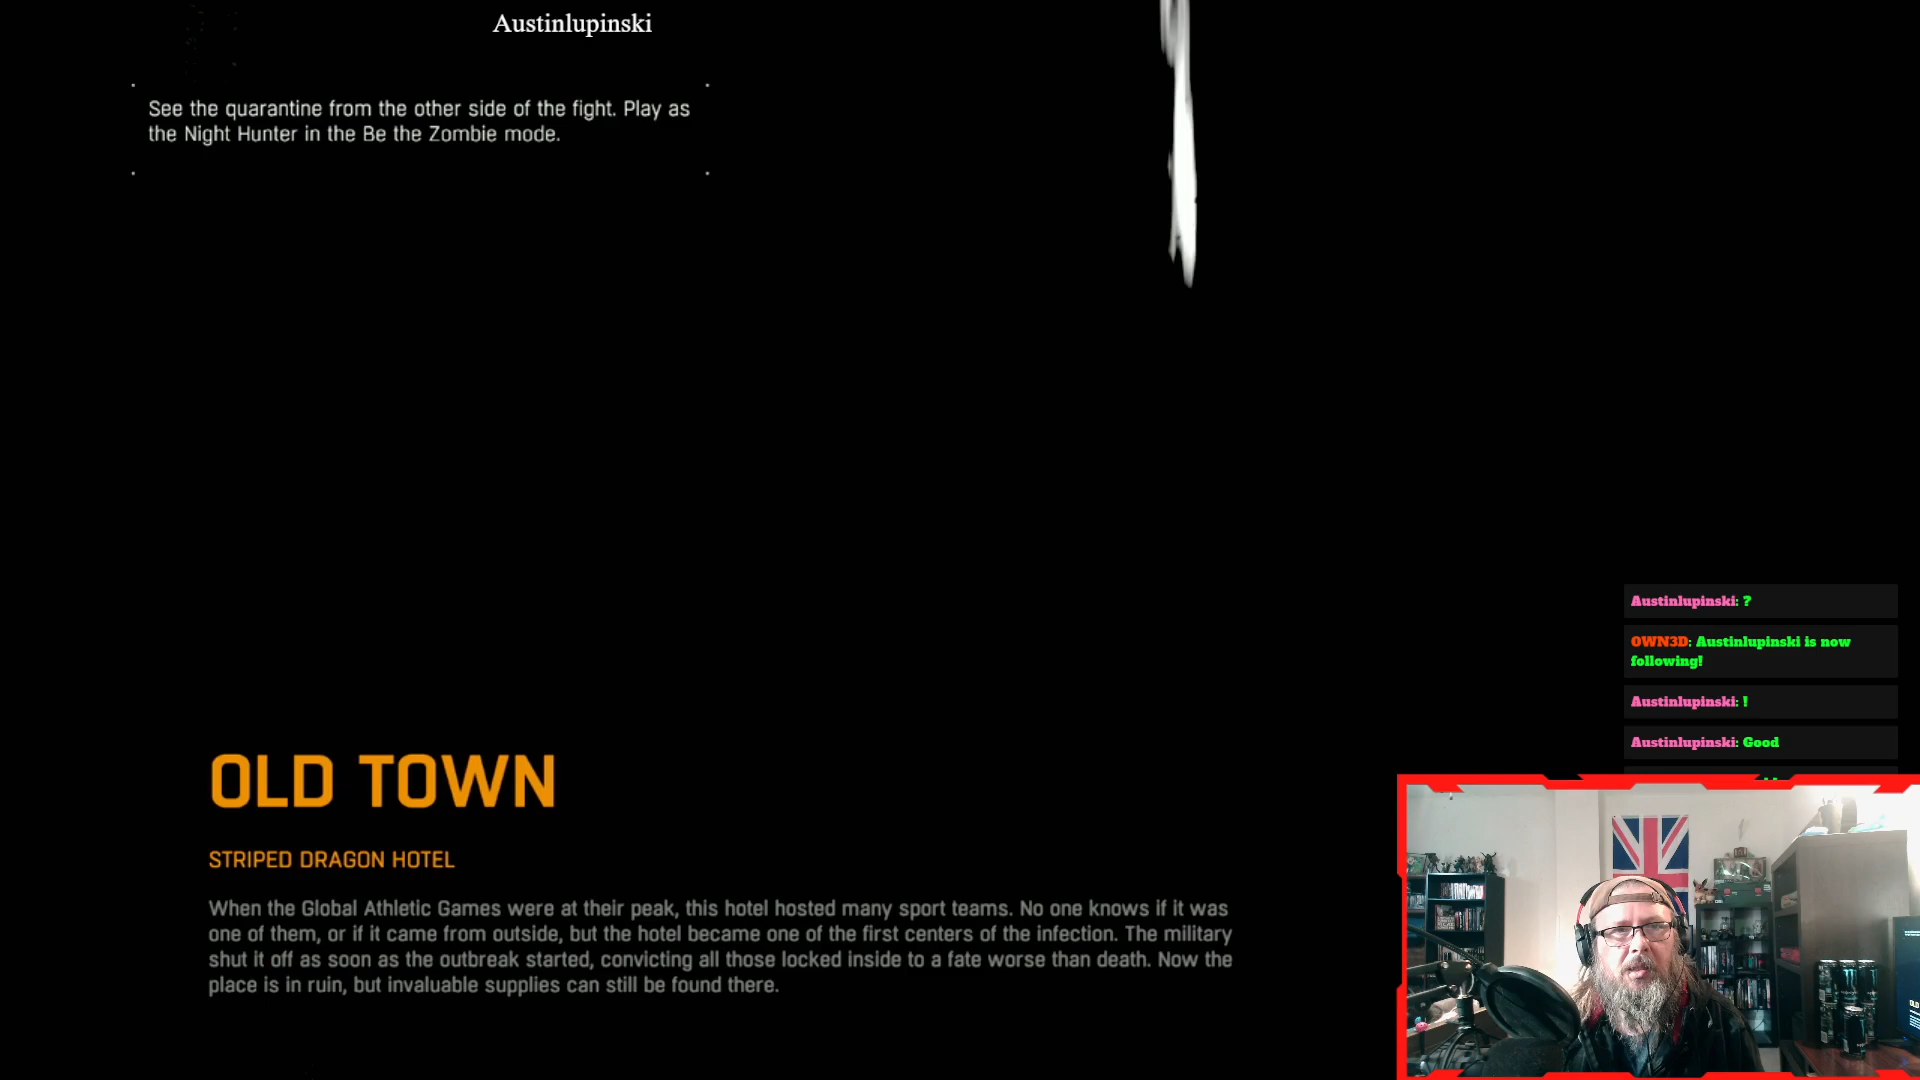 Austinlupinski
See the quarantine from the other side of the fight. Play as
the Night Hunter in the Be the Zombie mode.
Austinlupinski: ?
OWN3D: Austinlupinski is now
following!
Austinlupinski: !
Austinlupinski: Good
OLD TOWN
STRIPED DRAGON HOTEL
When the Global Athletic Games were at their peak, this hotel hosted many sport teams. No one knows if it was
one of them, or if it came from outside, but the hotel became one of the first centers of the infection. The military
shut it off as soon as the outbreak started, convicting all those locked inside to a fate worse than death. Now the
place is in ruin, but invaluable supplies can still be found there.